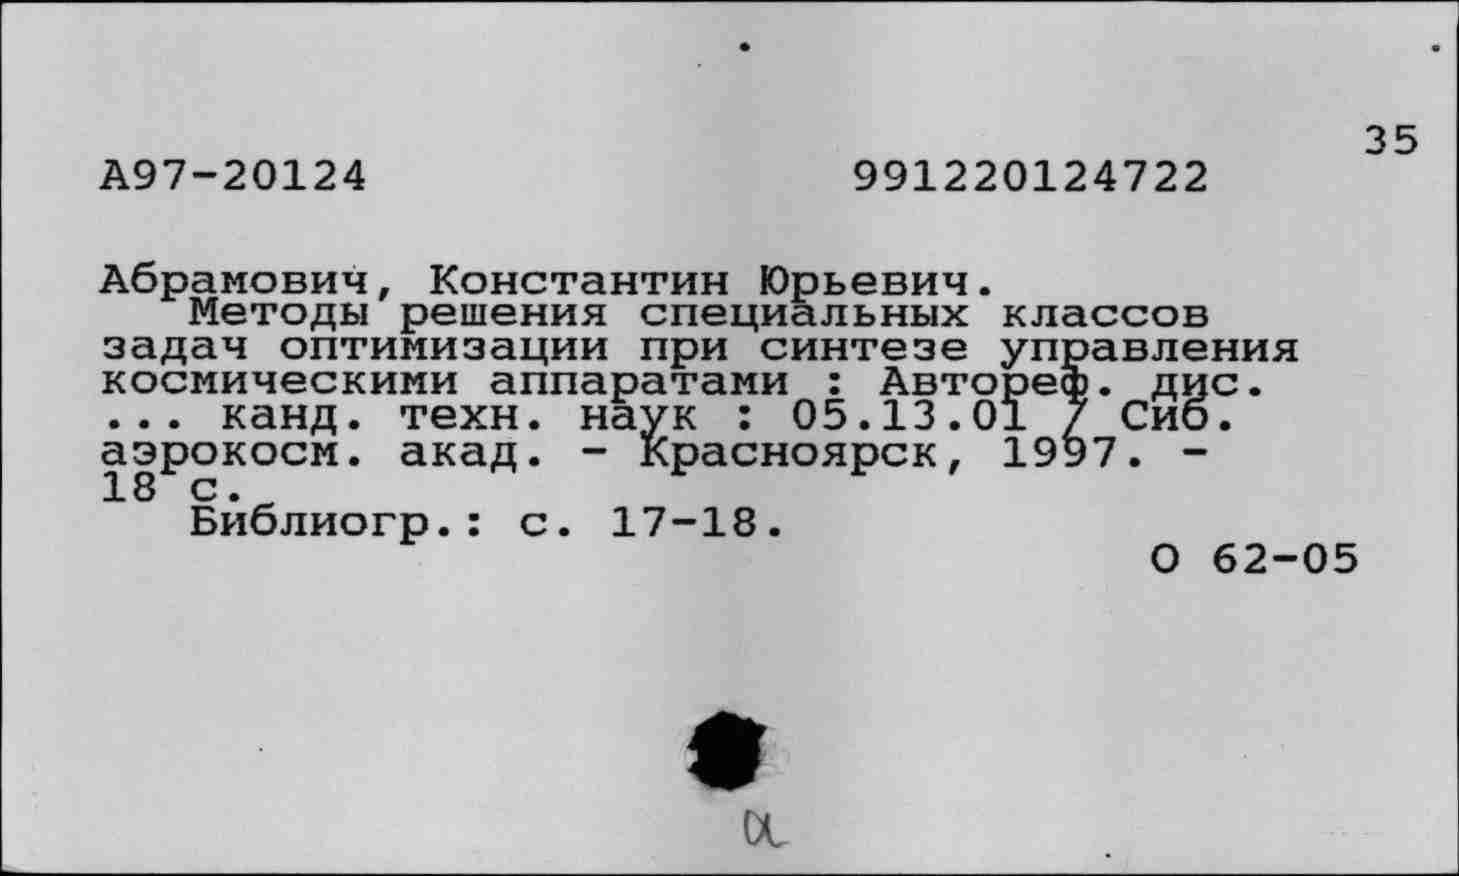 35
А97-20124 991220124722
Абрамович, Константин Юрьевич.
Методы решения специальных классов
задач оптимизации при синтезе управления
космическими аппаратами : Автореф. дис.
... канд. техн. наук : 05.13.01 / Сиб.
аэрокосм. акад. - Красноярск, 1997. -
18 с.
Библиогр.: с. 17-18.
О 62-05